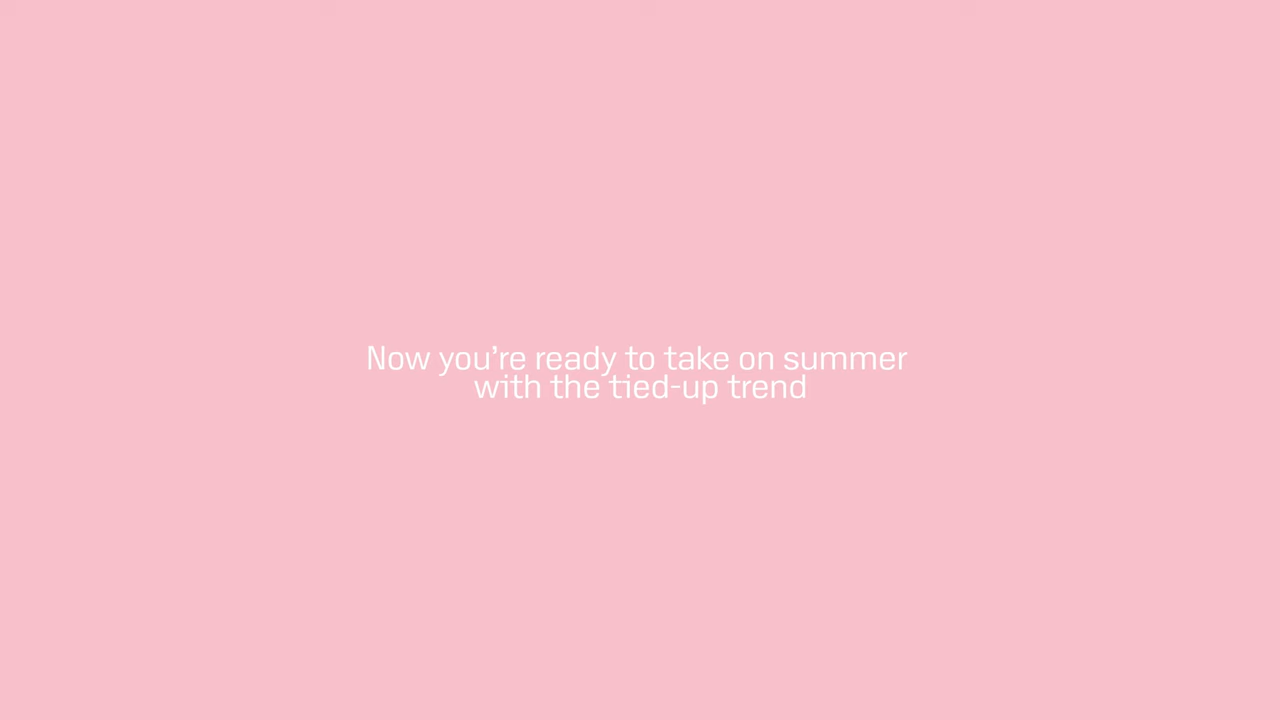 Now you’re ready to take on summer
with the tied-up trend